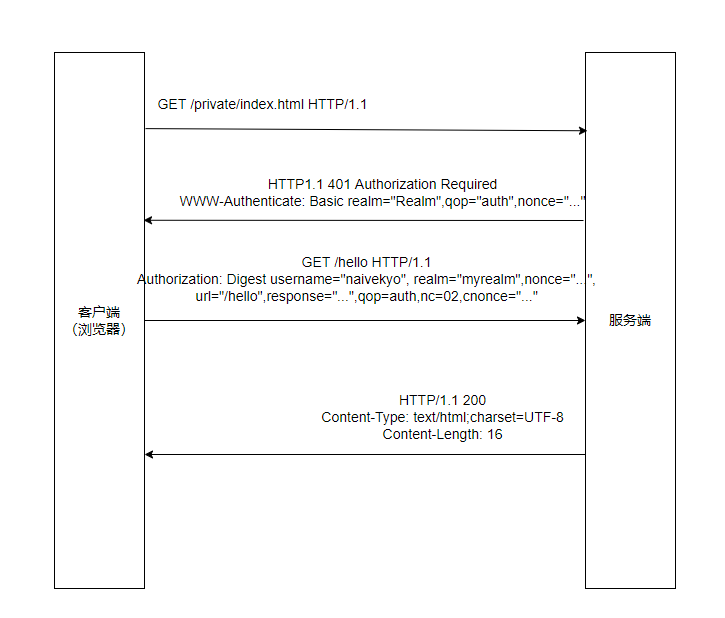 GET /private/index.html HTTP/1.1
HTTP1.1 401 Authorization Required
WWW-Authenticate: Basic realm="Realm",qop="auth",nonce="..."
GET /hello HTTP/1.1
Authorization: Digest username="naivekyo", realm="myrealm",nonce="...",
url="/hello",response="...",qop=auth,nc=02,cnonce="..."
客户端
（浏览器）
服务端
HTTP/1.1 200
Content-Type: text/html;charset=UTF-8
Content-Length: 16